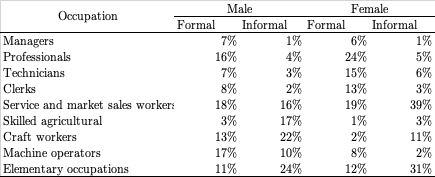 Occupation Male Female
Formal Informal Formal Informal
Managers 7% 1% 6% 1%
Professionals 16% 4% 24% 5%
Technicians 7% 3% 15% 6%
Clerks 8% 2% 13% 3%
Service and market sales workers 18% 16% 19% 39%
Skilled agricultural 3% 17% 1% 3%
Craft workers 13% 22% 2% 11%
Machine operators 17% 10% 8% 2%
Elementary occupations 11% 24% 12% 31%